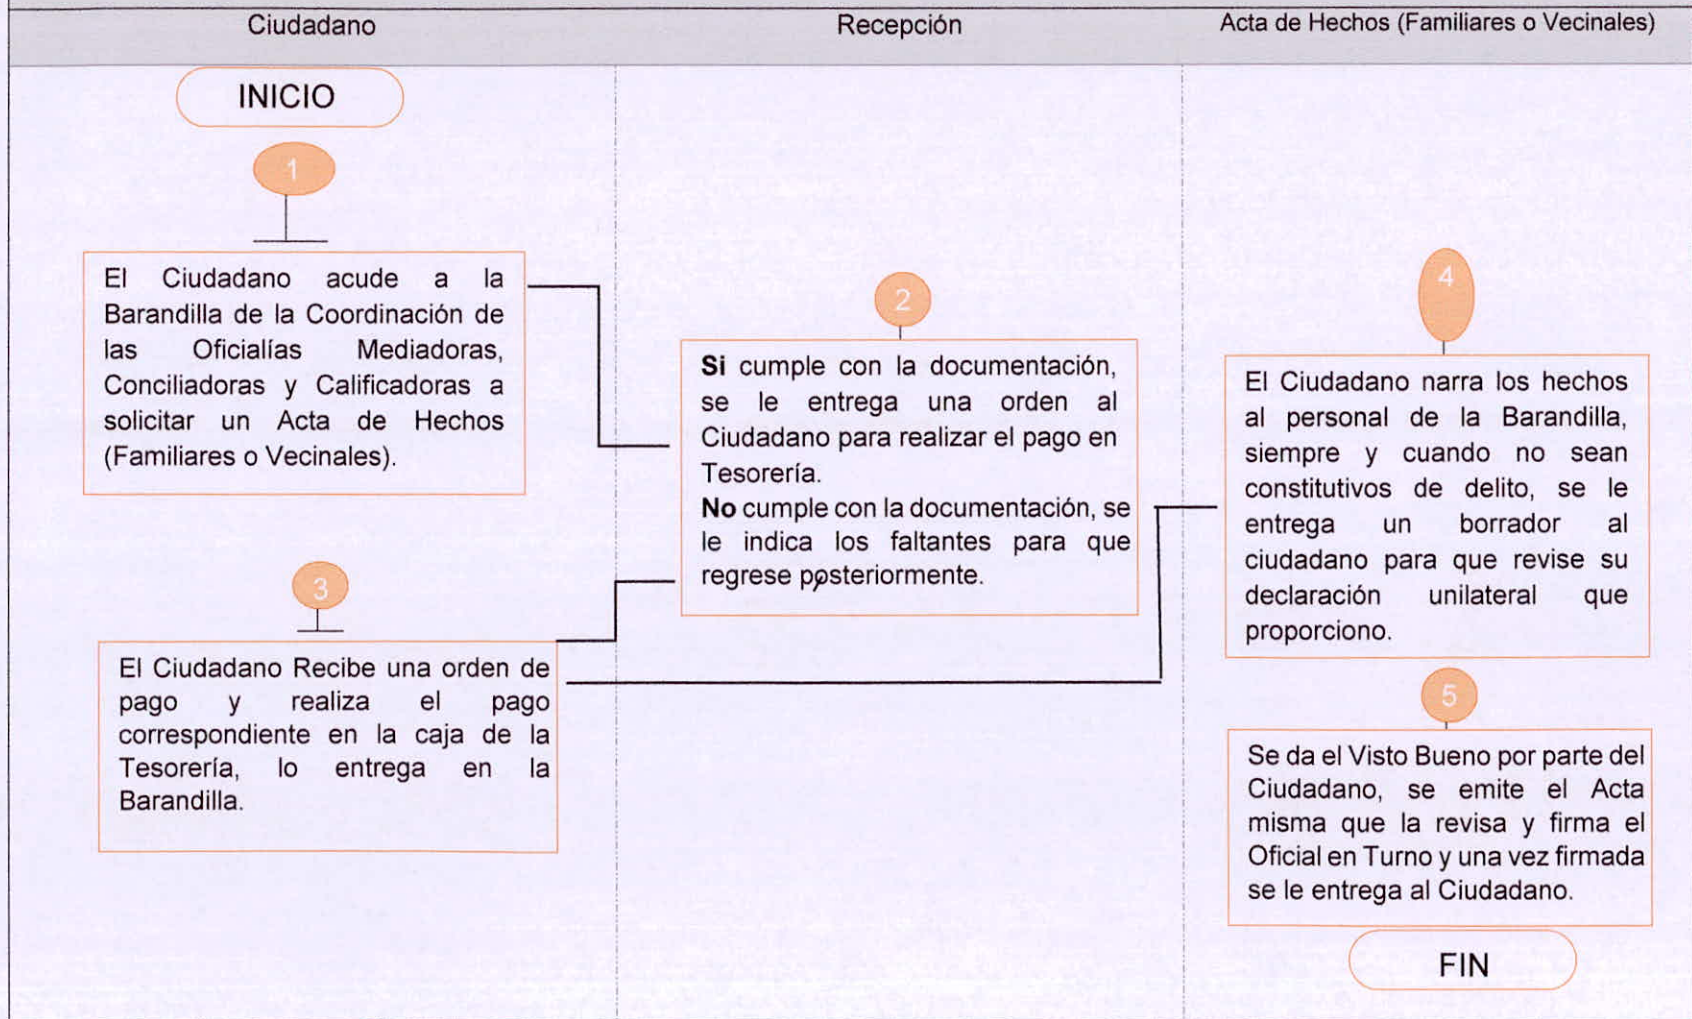 Ciudadano
Recepción
Acta de Hechos (Familiares o Vecinales)
INICIO
1
El Ciudadano acude a la
Barandilla de la Coordinación de
las Oficialías Mediadoras,
Conciliadoras y Calificadoras a
solicitar un Acta de Hechos
(Familiares o Vecinales).
2
Si cumple con la documentación,
se le entrega una orden al
Ciudadano para realizar el pago en
Tesorería.
No cumple con la documentación, se
le indica los faltantes para que
regrese posteriormente.
3
El Ciudadano Recibe una orden de
pago y realiza el pago
correspondiente en la caja de la
Tesorería, lo entrega en la
Barandilla.
4
El Ciudadano narra los hechos
al personal de la Barandilla,
siempre y cuando no sean
constitutivos de delito, se le
entrega un borrador al
ciudadano para que revise su
declaración unilateral que
proporciono.
5
Se da el Visto Bueno por parte del
Ciudadano, se emite el Acta
misma que la revisa y firma el
Oficial en Turno y una vez firmada
se le entrega al Ciudadano.
FIN